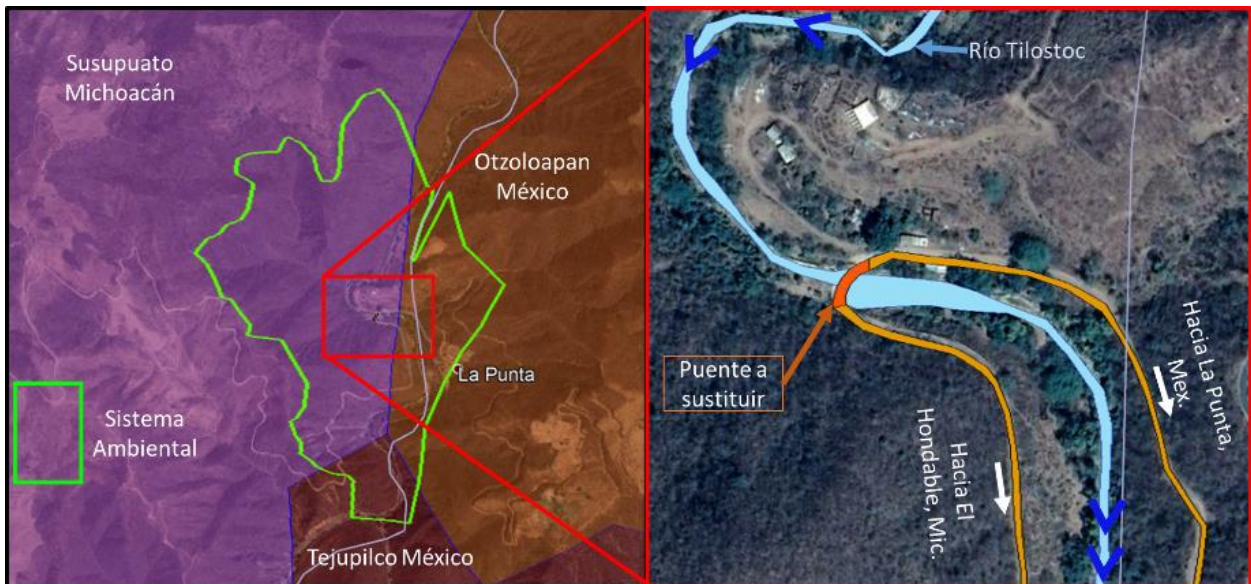 Susupuato
Michoacán
Otzoloapan
México
La Punta
Sistema
Ambiental
Tejupilco México
Río Tilostoc
Puente a
sustituir
Hacia La Punta,
Mex.
Hacia El
Hondable, Mic.